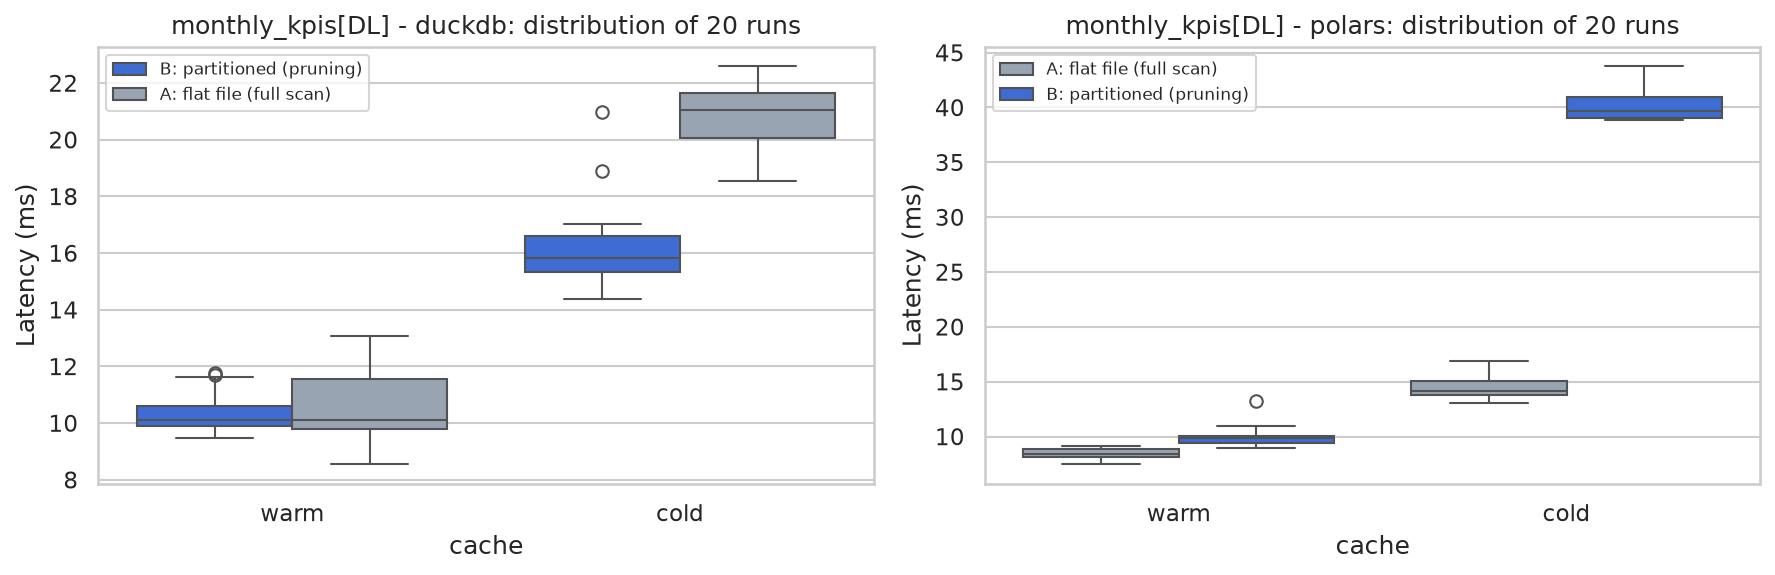 monthly_kpis[DL] - duckdb: distribution of 20 runs
B: partitioned (pruning)
A: flat file (full scan)
Latency (ms)
22
20
18
16
14
12
10
8
warm
cold
cache
monthly_kpis[DL] - polars: distribution of 20 runs
A: flat file (full scan)
B: partitioned (pruning)
Latency (ms)
45
40
35
30
25
20
15
10
warm
cold
cache